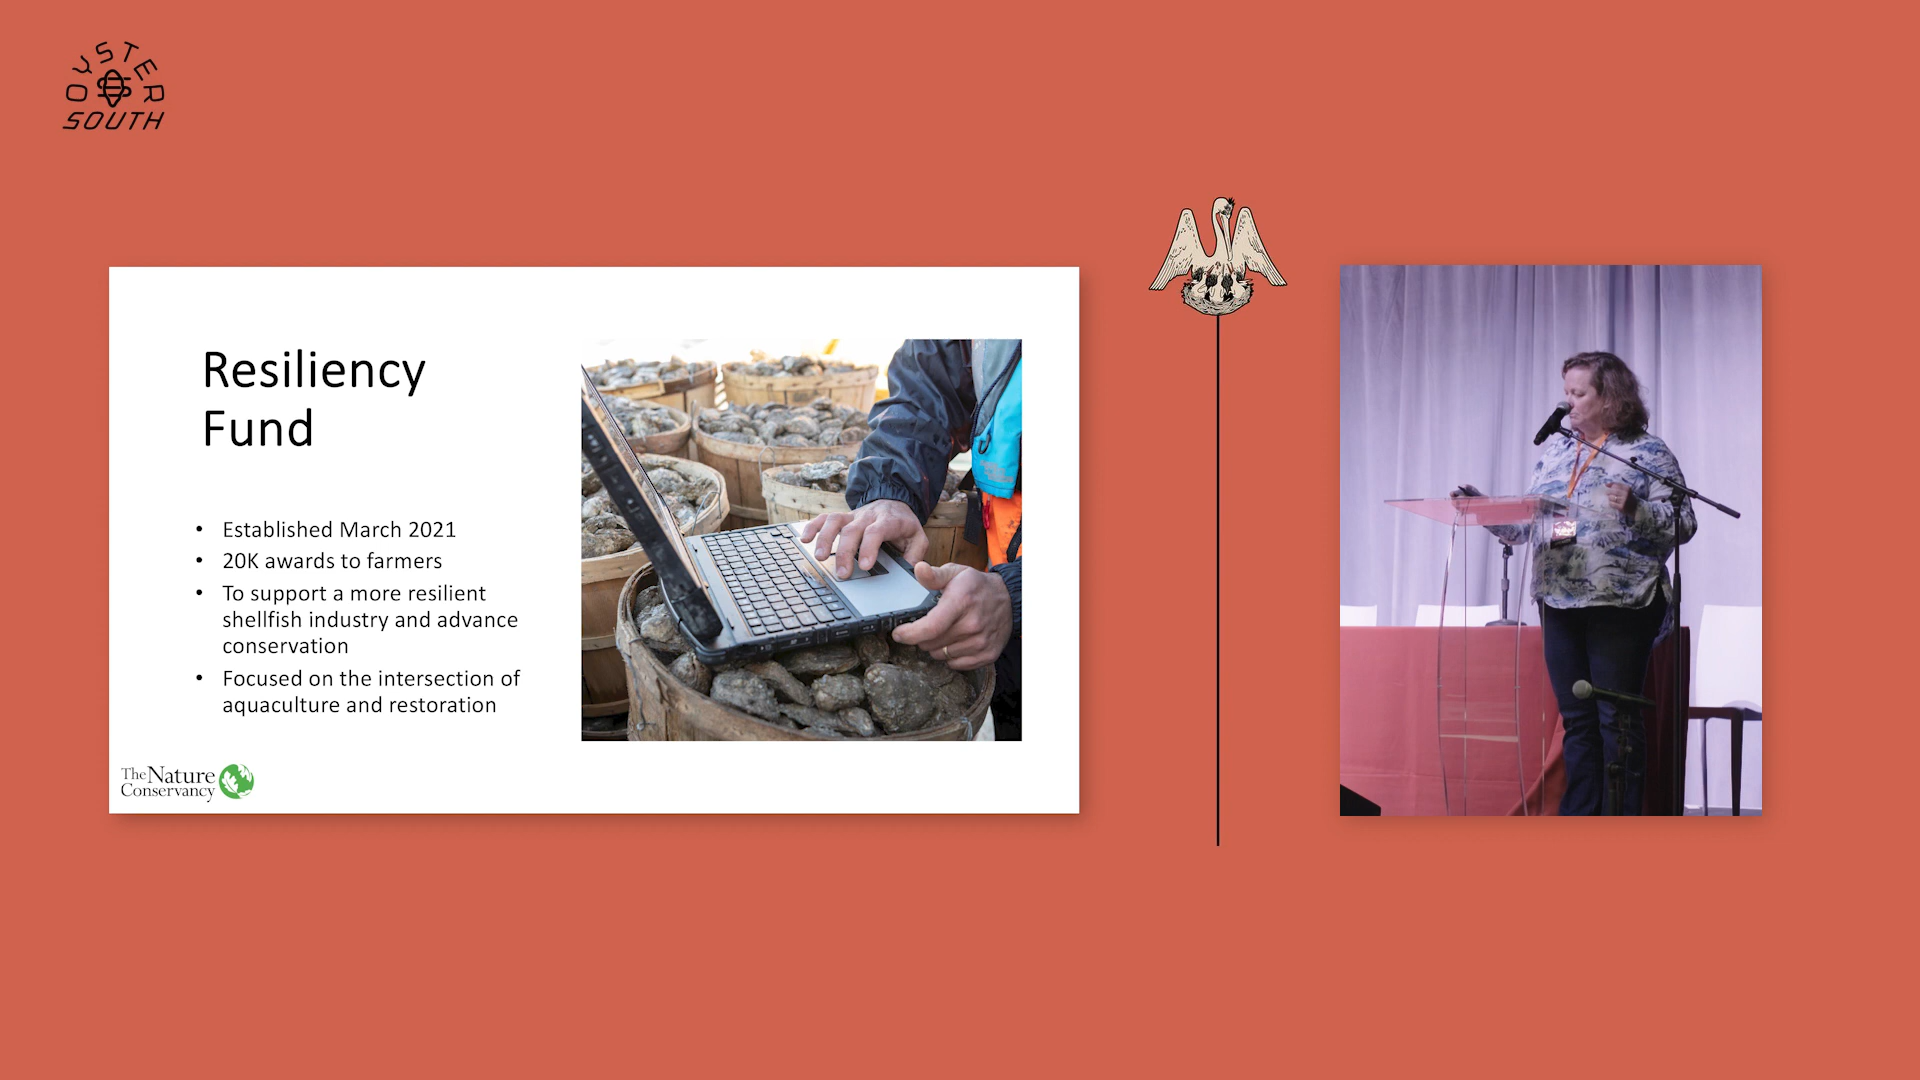 OYSTER
SOUTH
Resiliency
Fund
• Established March 2021
• 20K awards to farmers
• To support a more resilient
shellfish industry and advance
conservation
• Focused on the intersection of
aquaculture and restoration
The Nature
Conservancy